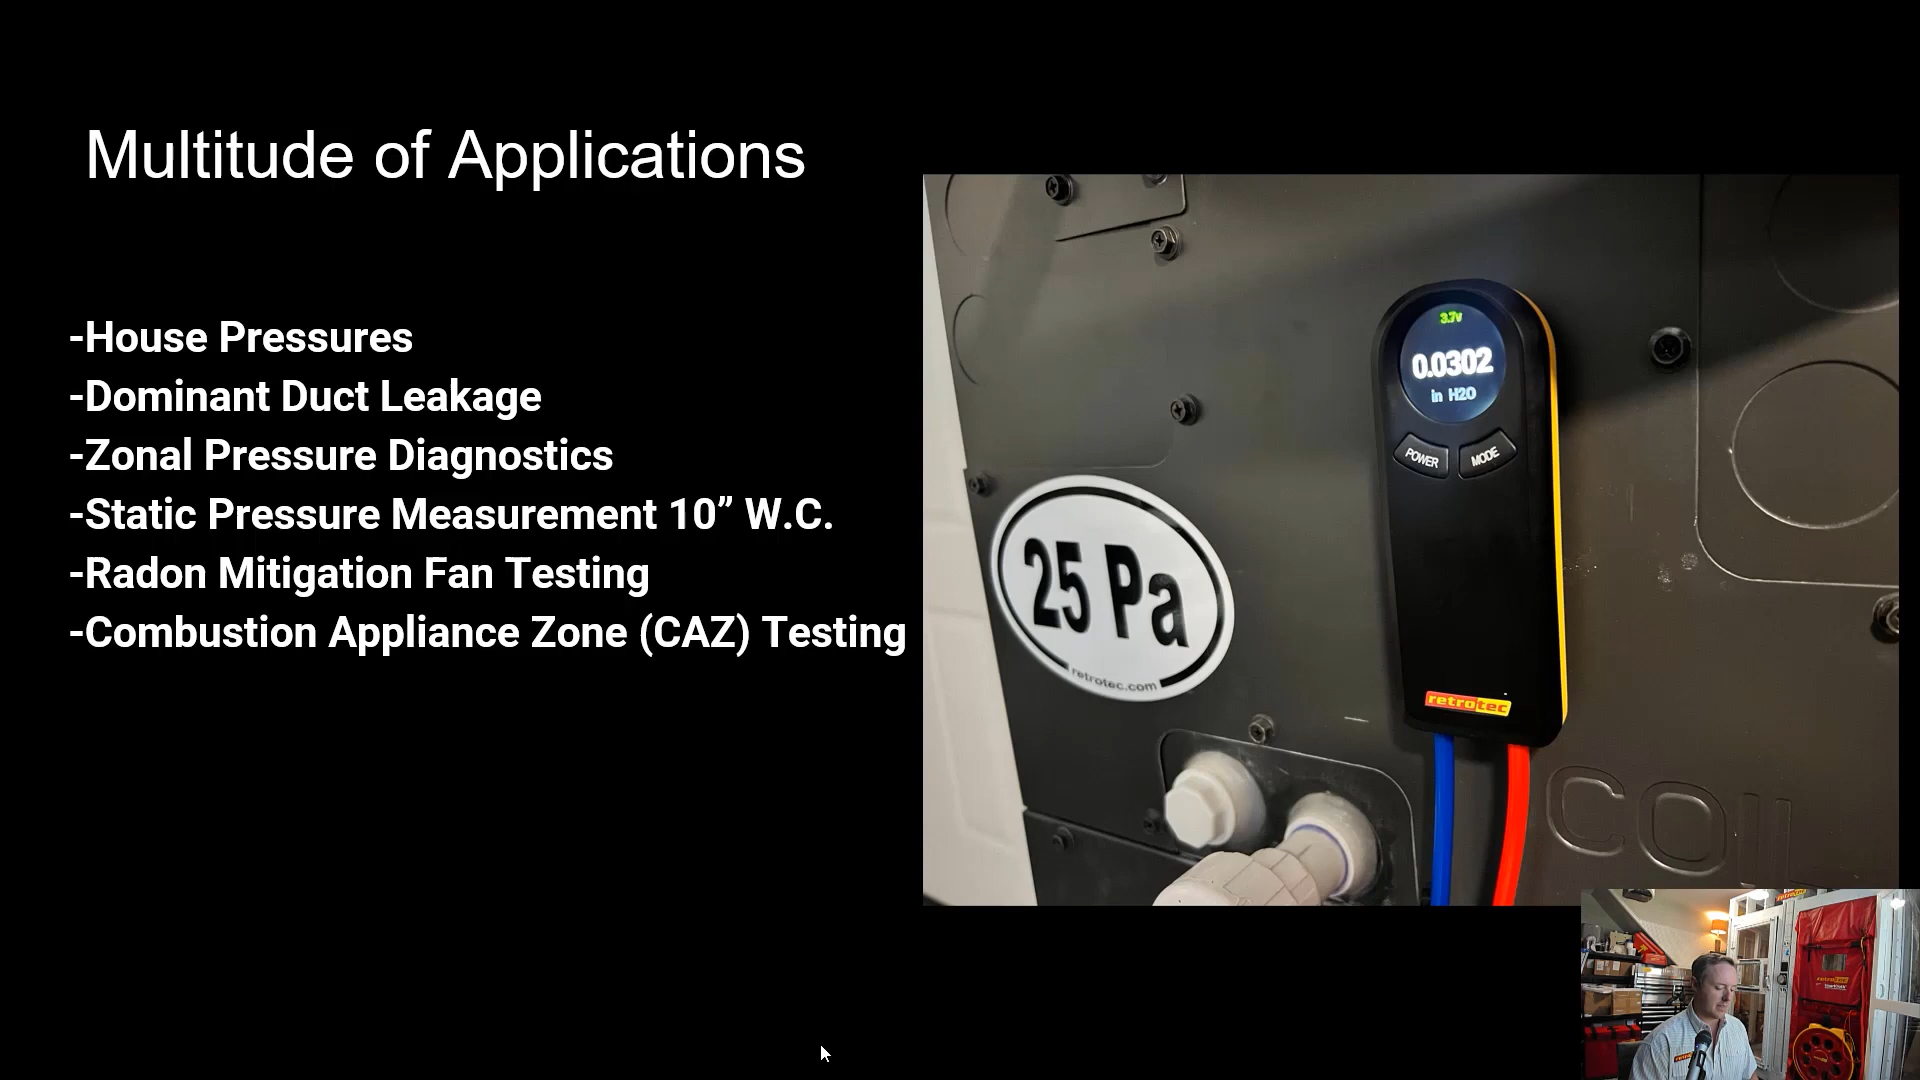 Multitude of Applications
-House Pressures
-Dominant Duct Leakage
-Zonal Pressure Diagnostics
-Static Pressure Measurement 10” W.C.
-Radon Mitigation Fan Testing
-Combustion Appliance Zone (CAZ) Testing
3.7v
0.0302
in H2O
POWER
MODE
25 Pa
retrotec.com
retrotec
COIL